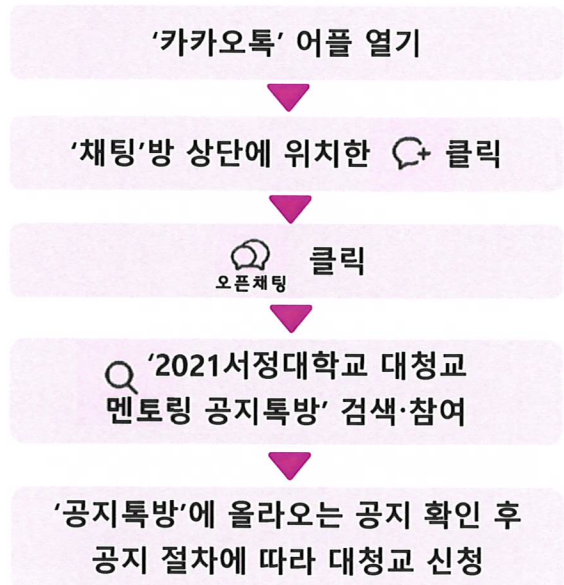 ‘카카오톡’ 어플 열기
‘채팅’방 상단에 위치한 클릭
클릭
오픈채팅
‘2021서정대학교 대청교
멘토링 공지톡방’ 검색·참여
‘공지톡방’에 올라오는 공지 확인 후
공지 절차에 따라 대청교 신청